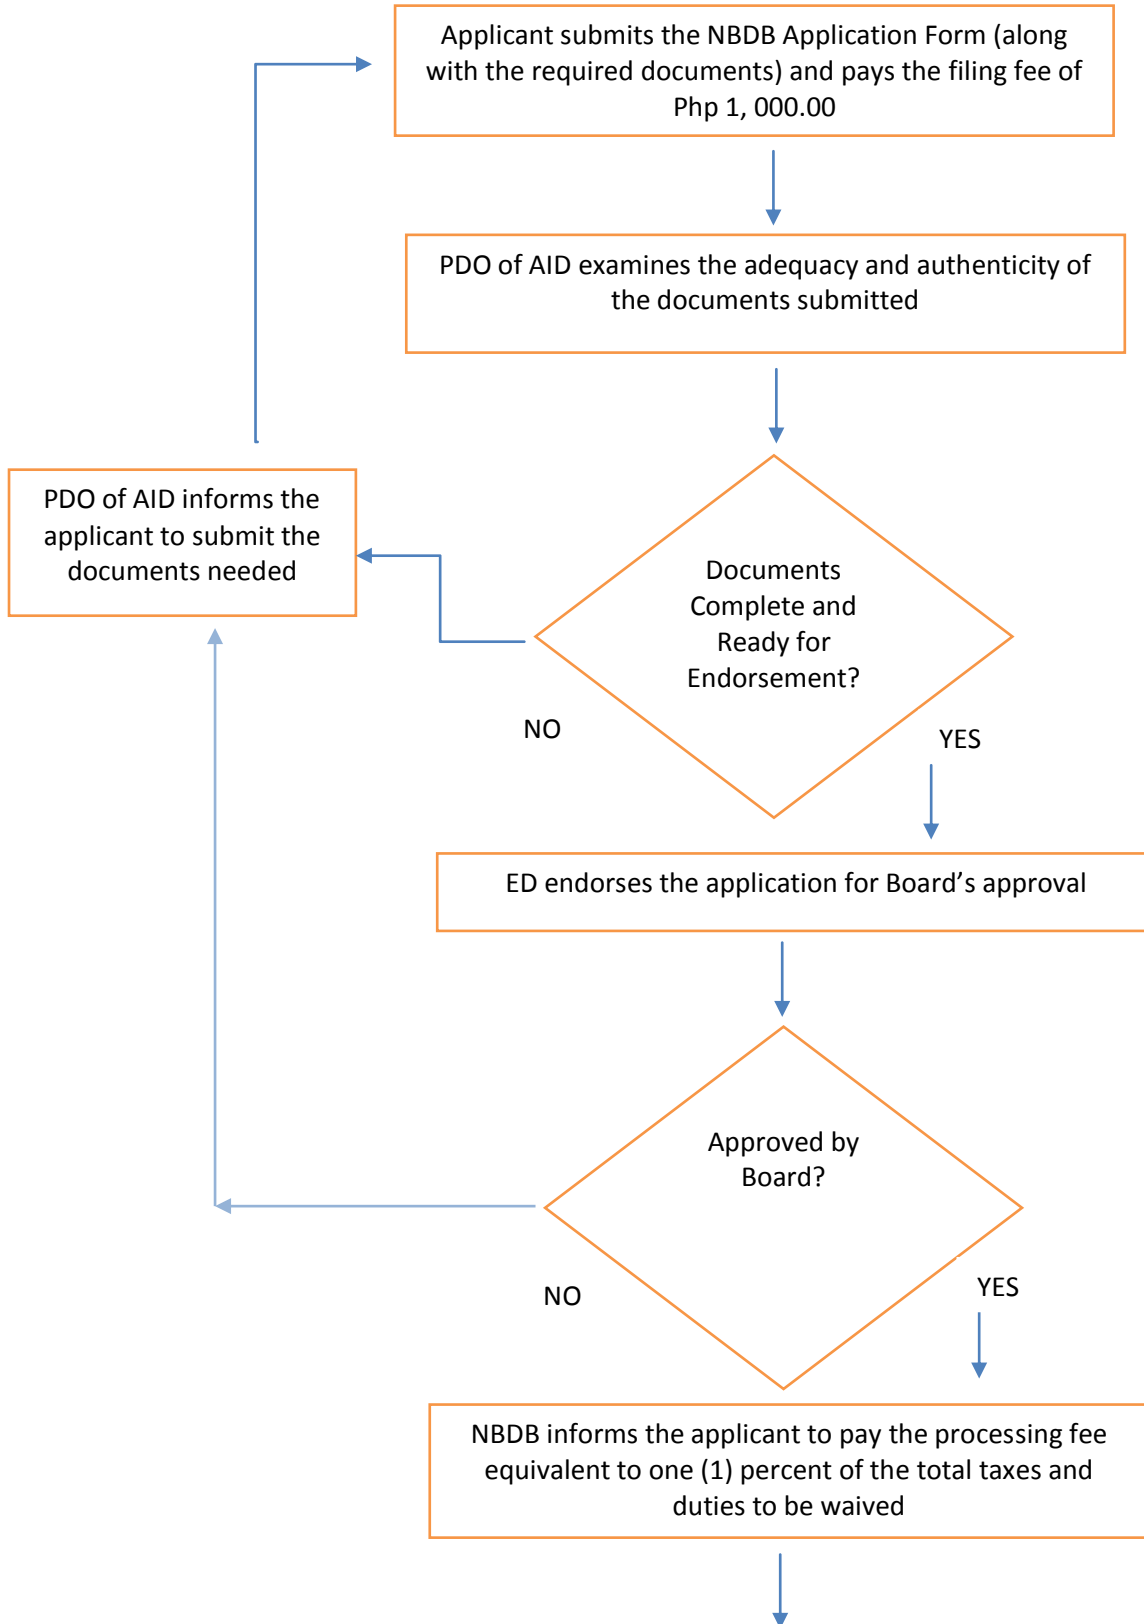 Applicant submits the NBDB Application Form (along
with the required documents) and pays the filing fee of
Php 1, 000.00
PDO of AID examines the adequacy and authenticity of
the documents submitted
PDO of AID informs the
applicant to submit the
documents needed
Documents
Complete and
Ready for
Endorsement?
NO
YES
ED endorses the application for Board’s approval
Approved by
Board?
NO
YES
NBDB informs the applicant to pay the processing fee
equivalent to one (1) percent of the total taxes and
duties to be waived